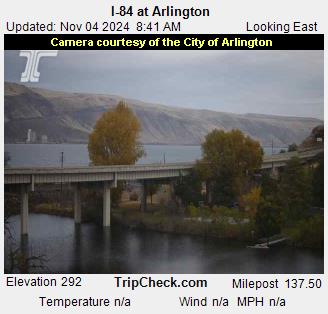 I-84 at Arlington
Updated: Nov 04 2024 8:41 AM Looking East
Camera courtesy of the City of Arlington
Elevation 292 TripCheck.com Milepost 137.50
Temperature n/a Wind n/a MPH n/a